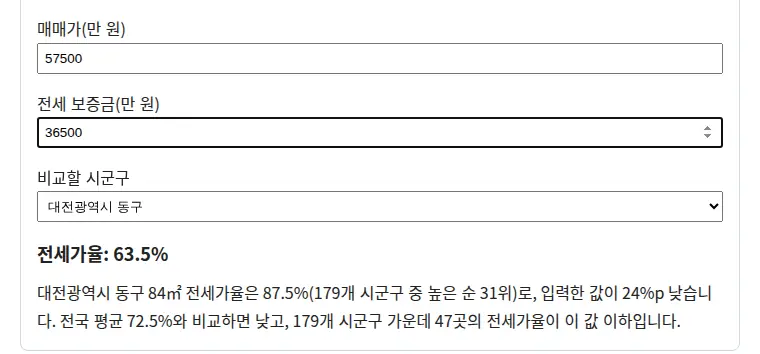 매매가(만 원)
57500
전세 보증금(만 원)
36500
비교할 시군구
대전광역시 동구
전세가율: 63.5%
대전광역시 동구 84㎡ 전세가율은 87.5%(179개 시군구 중 높은 순 31위)로, 입력한 값이 24%p 낮습니
다. 전국 평균 72.5%와 비교하면 낮고, 179개 시군구 가운데 47곳의 전세가율이 이 값 이하입니다.